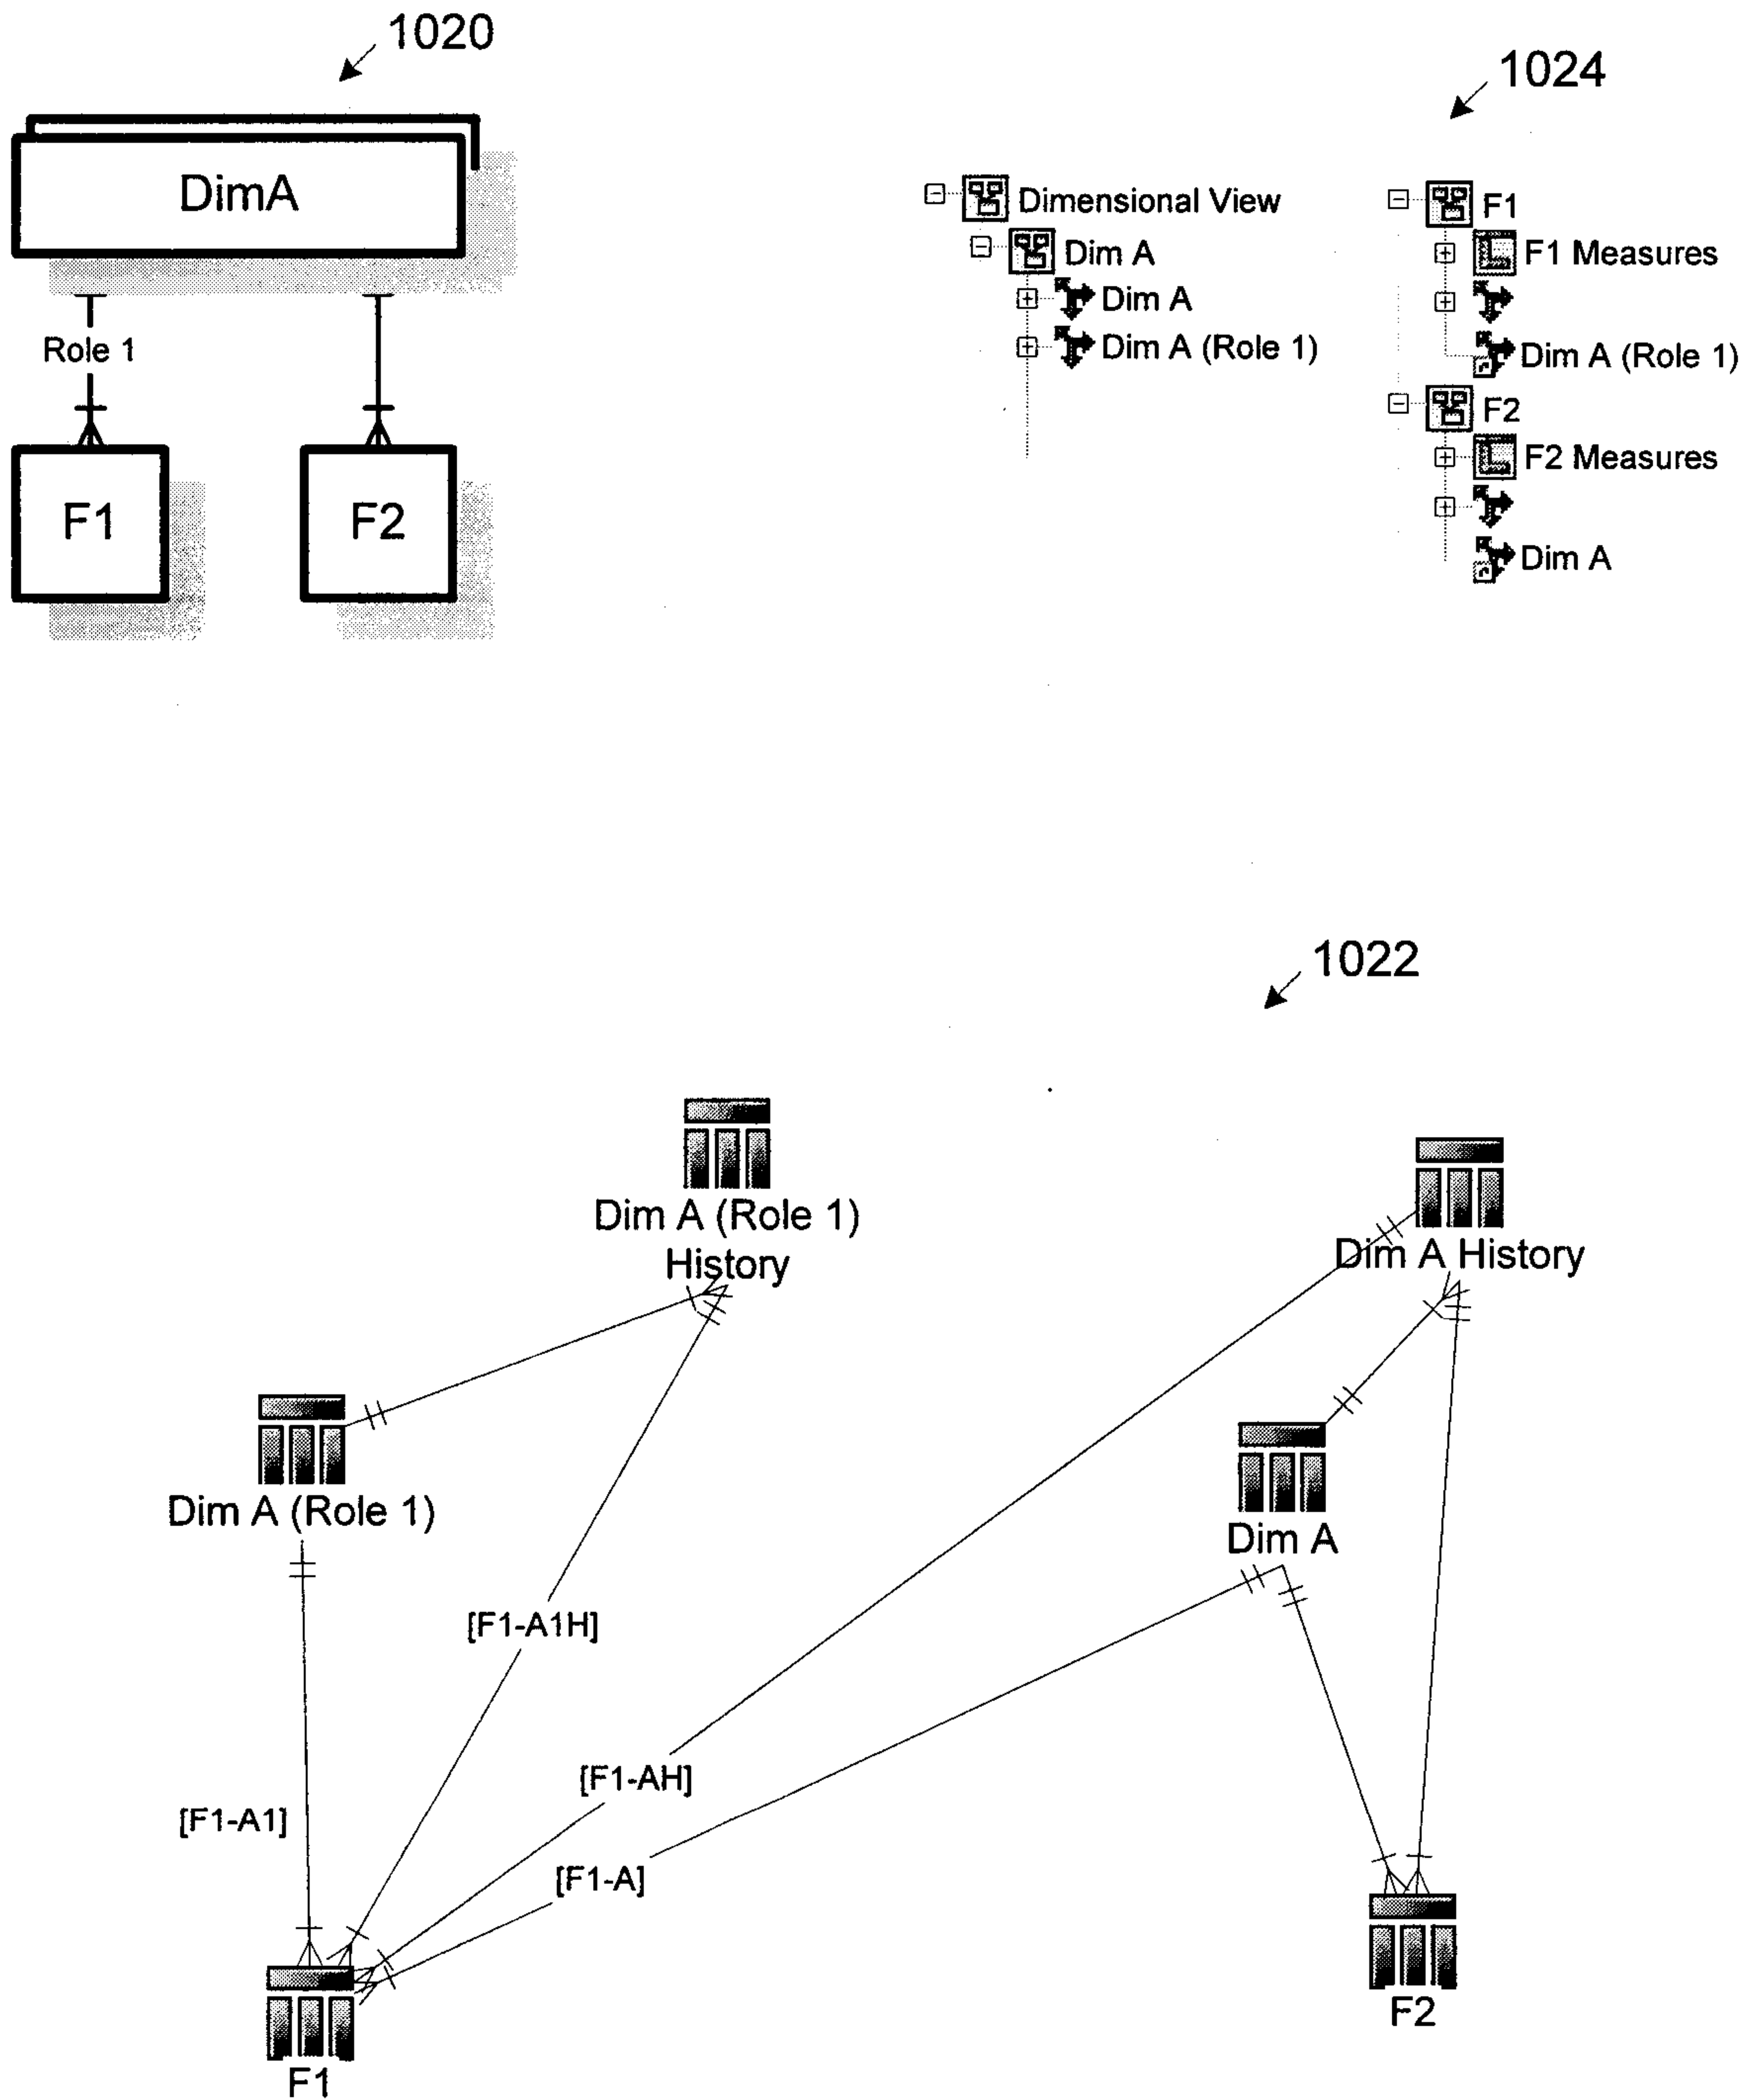 1020
DimA
Role 1
F1
F2
1024
Dimensional View
Dim A
Dim A
Dim A (Role 1)
F1
F1 Measures
Dim A (Role 1)
F2
F2 Measures
Dim A
1022
Dim A (Role 1)
History
Dim A History
Dim A (Role 1)
Dim A
[F1-A1H]
[F1-AH]
[F1-A1]
[F1-A]
F2
F1